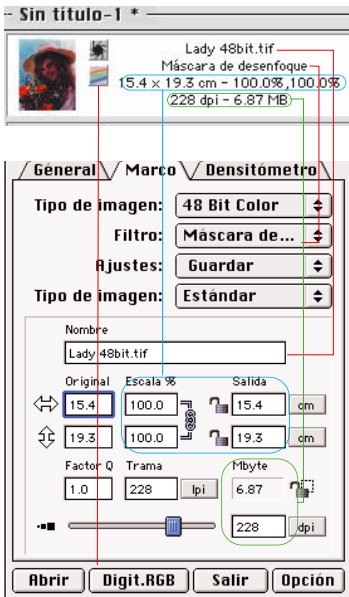 Sin título-1 *
Lady 48bit.tif
Máscara de desenfoque
15.4 x 19.3 cm - 100.0%,100.0%
228 dpi - 6.87 MB
Géneral Marco Densitómetro
Tipo de imagen: 48 Bit Color
Filtro: Máscara de...
Ajustes: Guardar
Tipo de imagen: Estándar
Nombre
Lady 48bit.tif
Original Escala % Salida
15.4 100.0 15.4 cm
19.3 100.0 19.3 cm
Factor Q Trama Mbyte
1.0 228 lpi 6.87
228 dpi
Abrir Digit.RGB Salir Opción